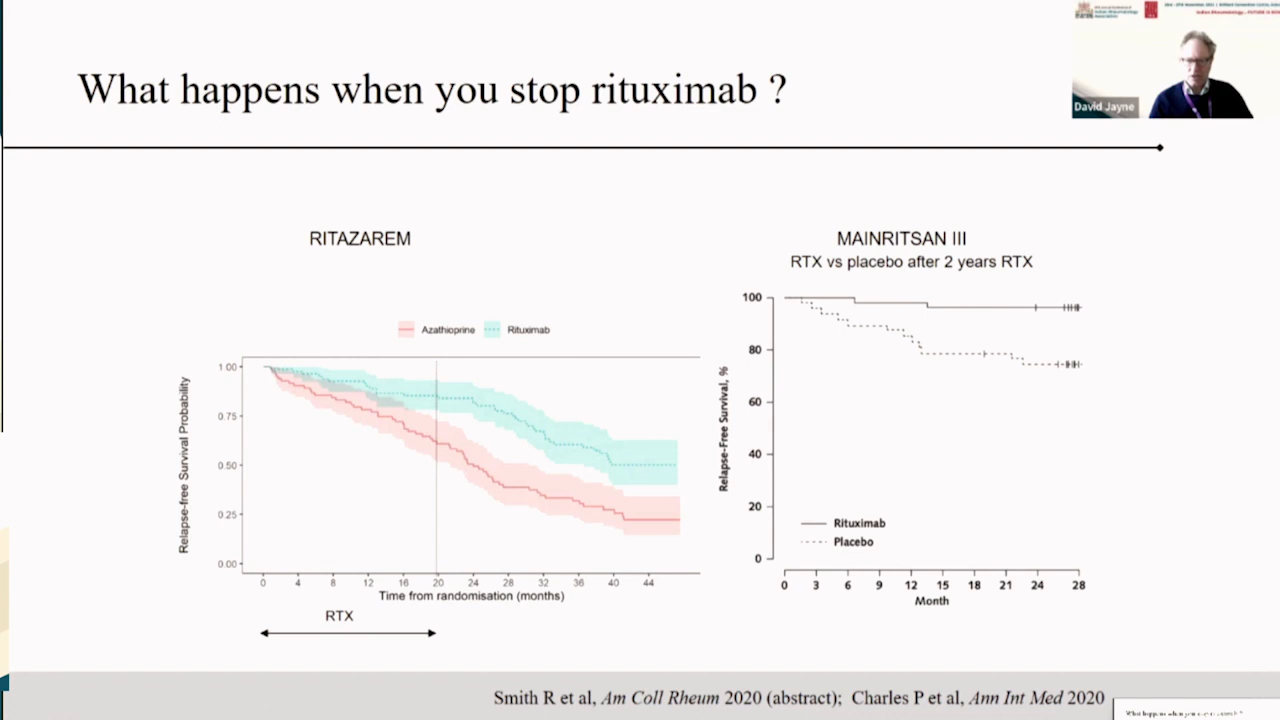 What happens when you stop rituximab ?
David Jayne
RITAZAREM
Azathioprine
Rituximab
Relapse-free Survival Probability
1.00
0.75
0.50
0.25
0.00
0 4 8 12 16 20 24 28 32 36 40 44
Time from randomisation (months)
RTX
MAINRITSAN III
RTX vs placebo after 2 years RTX
Relapse-Free Survival, %
100
80
60
40
20
0
Rituximab
Placebo
0 3 6 9 12 15 18 21 24 28
Month
Smith R et al, Am Coll Rheum 2020 (abstract); Charles P et al, Ann Int Med 2020